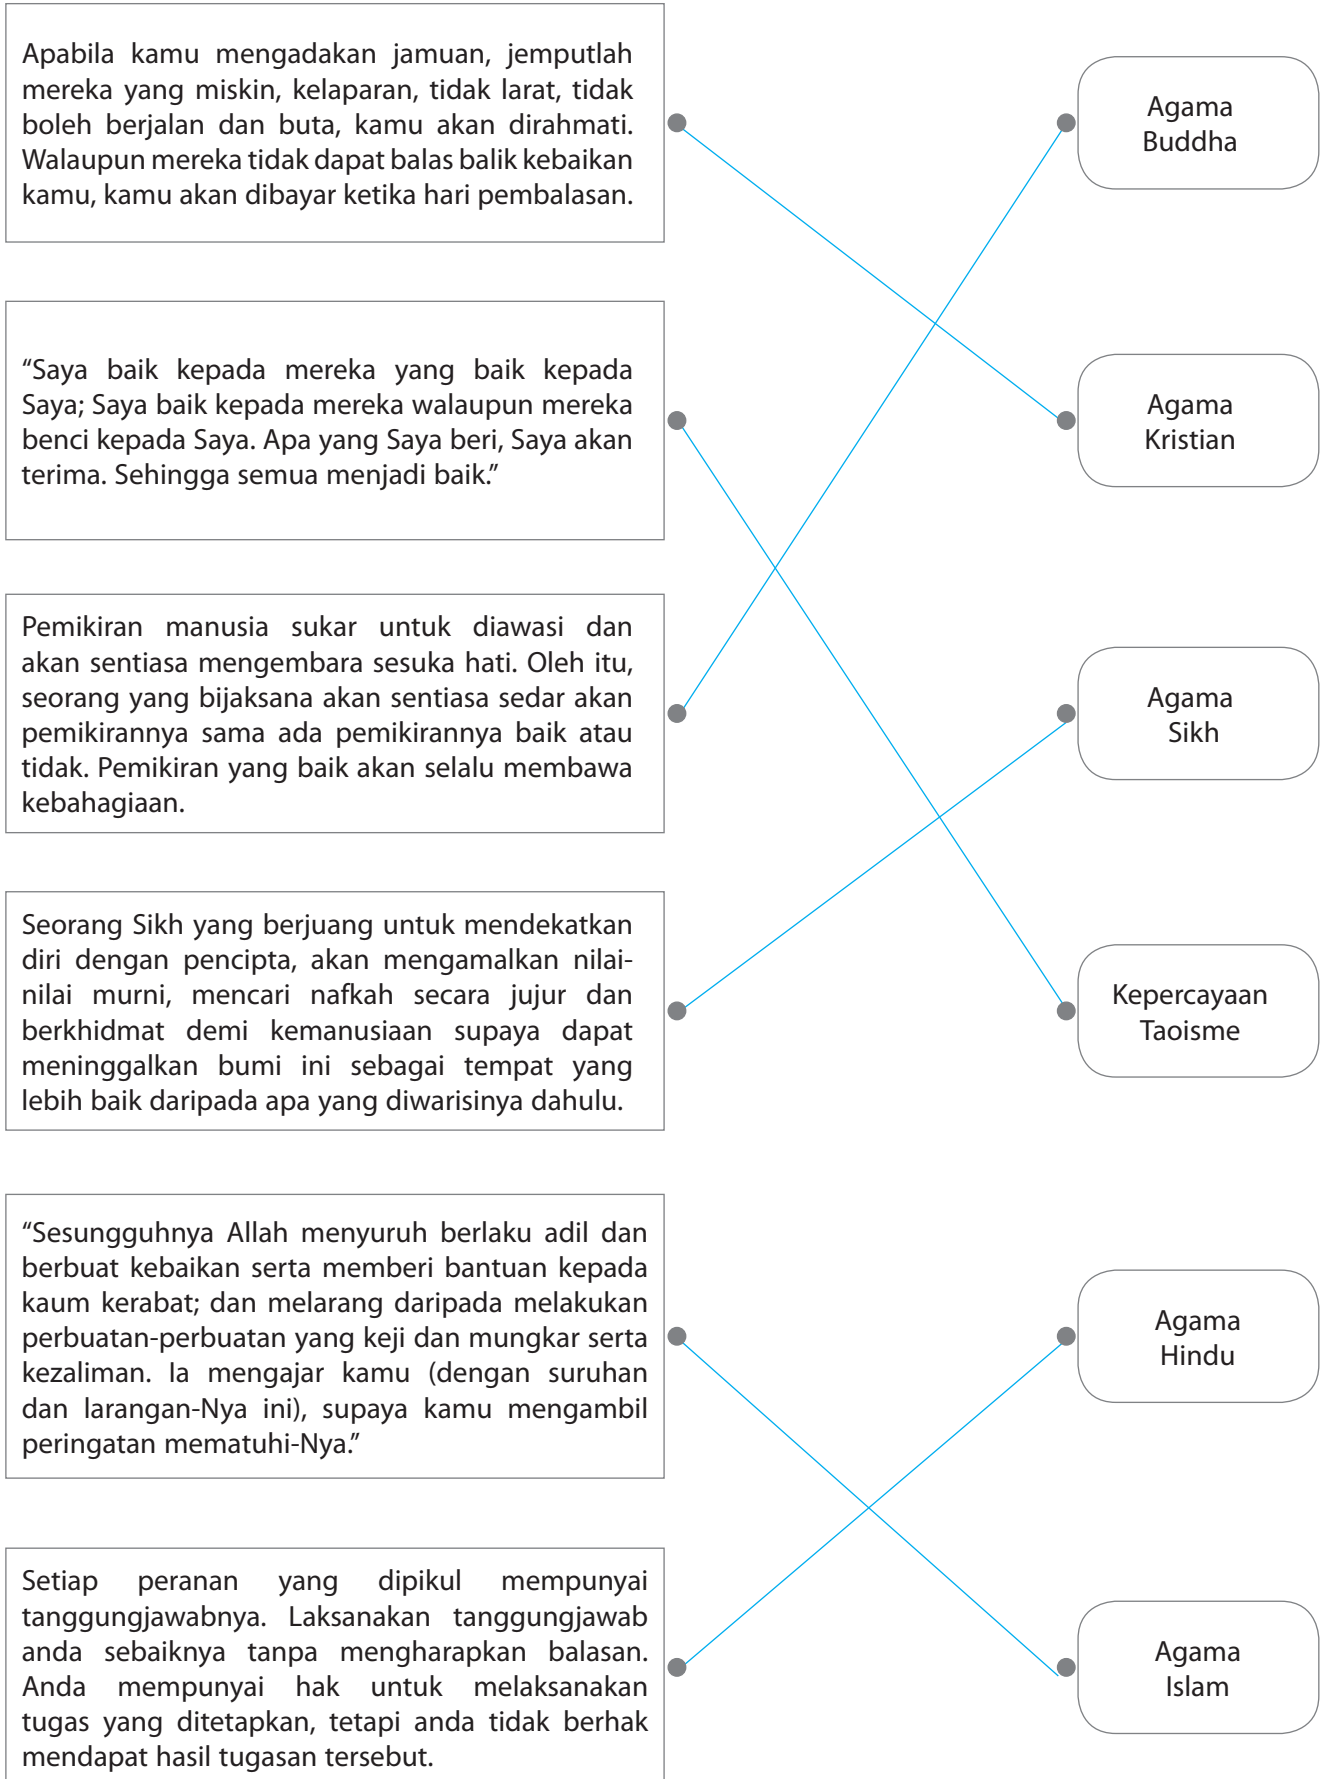 Apabila kamu mengadakan jamuan, jemputlah
mereka yang miskin, kelaparan, tidak larat, tidak
boleh berjalan dan buta, kamu akan dirahmati.
Walaupun mereka tidak dapat balas balik kebaikan
kamu, kamu akan dibayar ketika hari pembalasan.
Agama
Buddha
“Saya baik kepada mereka yang baik kepada
Saya; Saya baik kepada mereka walaupun mereka
benci kepada Saya. Apa yang Saya beri, Saya akan
terima. Sehingga semua menjadi baik.”
Agama
Kristian
Pemikiran manusia sukar untuk diawasi dan
akan sentiasa mengembara sesuka hati. Oleh itu,
seorang yang bijaksana akan sentiasa sedar akan
pemikirannya sama ada pemikirannya baik atau
tidak. Pemikiran yang baik akan selalu membawa
kebahagiaan.
Agama
Sikh
Seorang Sikh yang berjuang untuk mendekatkan
diri dengan pencipta, akan mengamalkan nilai-
nilai murni, mencari nafkah secara jujur dan
berkhidmat demi kemanusiaan supaya dapat
meninggalkan bumi ini sebagai tempat yang
lebih baik daripada apa yang diwarisinya dahulu.
Kepercayaan
Taoisme
“Sesungguhnya Allah menyuruh berlaku adil dan
berbuat kebaikan serta memberi bantuan kepada
kaum kerabat; dan melarang daripada melakukan
perbuatan-perbuatan yang keji dan mungkar serta
kezaliman. Ia mengajar kamu (dengan suruhan
dan larangan-Nya ini), supaya kamu mengambil
peringatan mematuhi-Nya.”
Agama
Hindu
Setiap peranan yang dipikul mempunyai
tanggungjawabnya. Laksanakan tanggungjawab
anda sebaiknya tanpa mengharapkan balasan.
Anda mempunyai hak untuk melaksanakan
tugas yang ditetapkan, tetapi anda tidak berhak
mendapat hasil tugasan tersebut.
Agama
Islam